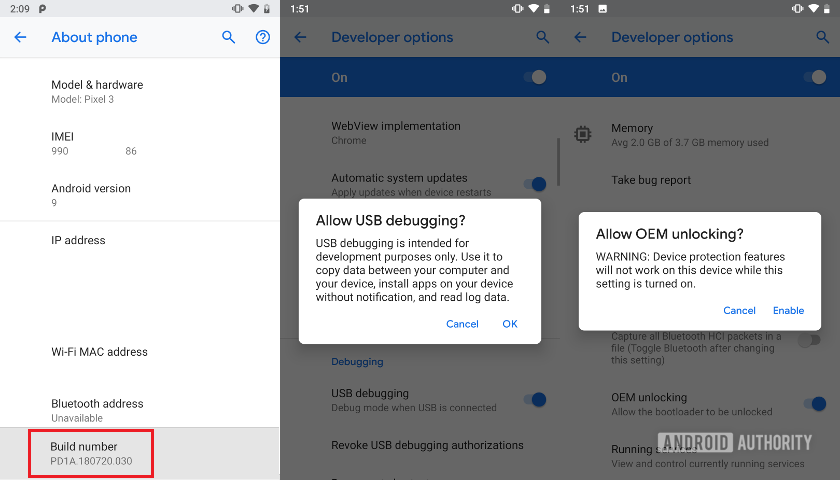 2:09
About phone
Model & hardware
Model: Pixel 3
IMEI
990 86
Android version
9
IP address
Wi-Fi MAC address
Bluetooth address
Unavailable
Build number
PD1A.180720.030
1:51
Developer options
On
WebView implementation
Chrome
Automatic system updates
Apply updates when device restarts
Allow USB debugging?
USB debugging is intended for
development purposes only. Use it to
copy data between your computer and
your device, install apps on your device
without notification, and read log data.
Cancel OK
Debugging
USB debugging
Debug mode when USB is connected
Revoke USB debugging authorizations
1:51
Developer options
On
Memory
Avg 2.0 GB of 3.7 GB memory used
Take bug report
Allow OEM unlocking?
WARNING: Device protection features
will not work on this device while this
setting is turned on.
Cancel Enable
Capture all Bluetooth HCI packets in a
file (Toggle Bluetooth after changing
this setting)
OEM unlocking
Allow the bootloader to be unlocked
Running services
View and control currently running services
ANDROID AUTHORITY